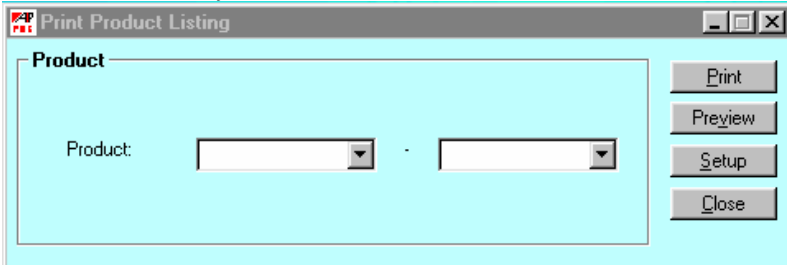 Print Product Listing
Product
Product: -
Print
Preview
Setup
Close